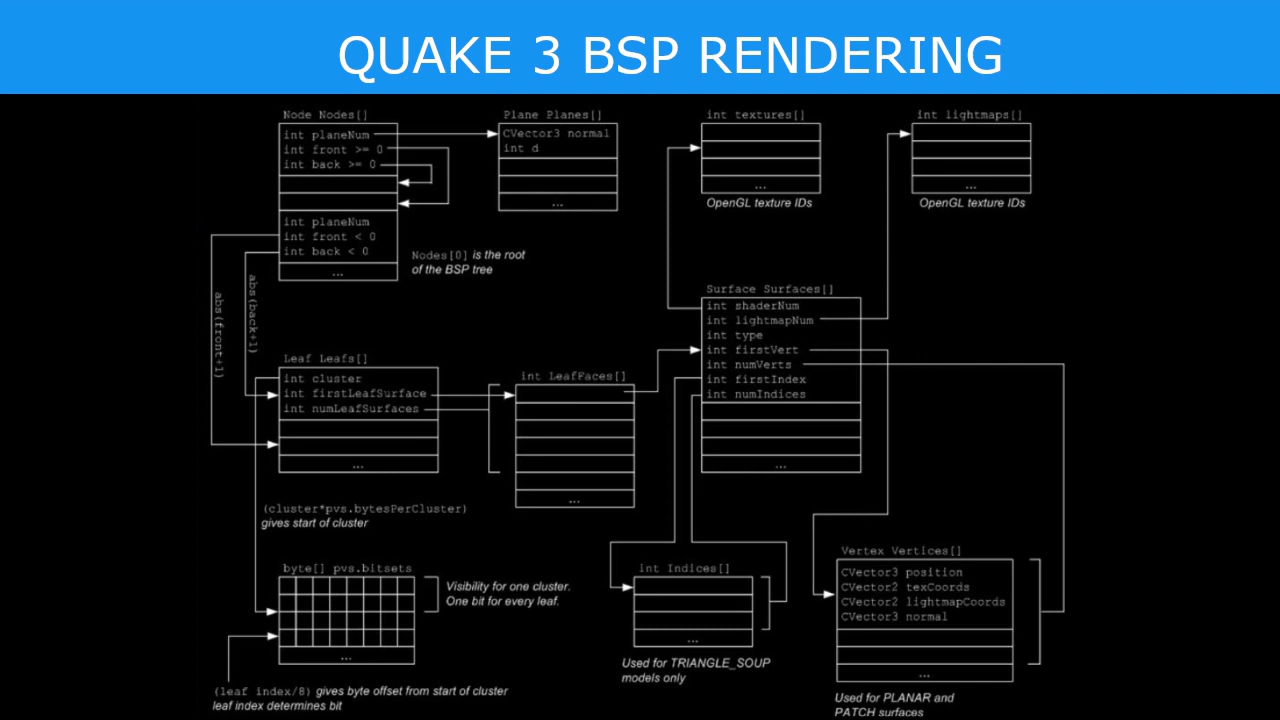 QUAKE 3 BSP RENDERING
Node Nodes[]
int planeNum
int front >= 0
int back >= 0
int planeNum
int front < 0
int back < 0
...
Nodes[0] is the root
of the BSP tree
Plane Planes[]
CVector3 normal
int d
...
int textures[]
...
OpenGL texture IDs
int lightmaps[]
...
OpenGL texture IDs
abs(front+1)
abs(back+1)
Leaf Leafs[]
int cluster
int firstLeafSurface
int numLeafSurfaces
...
int LeafFaces[]
...
Surface Surfaces[]
int shaderNum
int lightmapNum
int type
int firstVert
int numVerts
int firstIndex
int numIndices
...
(cluster*pvs.bytesPerCluster)
gives start of cluster
byte[] pvs.bitsets
...
Visibility for one cluster.
One bit for every leaf.
(leaf index/8) gives byte offset from start of cluster
leaf index determines bit
int Indices[]
...
Used for TRIANGLE_SOUP
models only
Vertex Vertices[]
CVector3 position
CVector2 texCoords
CVector2 lightmapCoords
CVector3 normal
...
Used for PLANAR and
PATCH surfaces